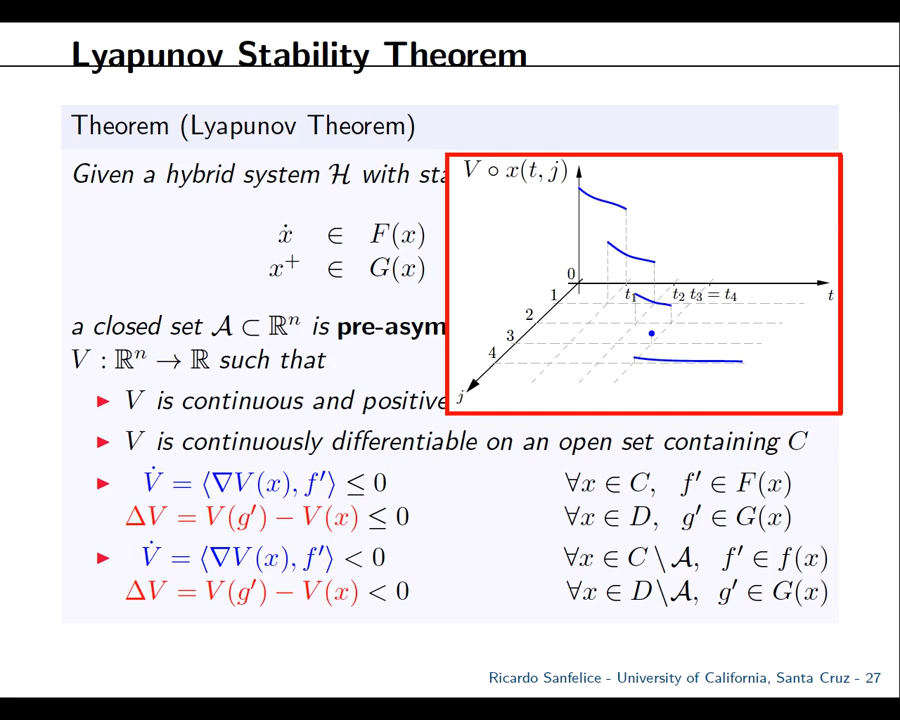 Lyapunov Stability Theorem
Theorem (Lyapunov Theorem)
Given a hybrid system ℋ with
ẋ ∈ F(x)
x⁺ ∈ G(x)
a closed set 𝒜 ⊂ ℝⁿ is pre-asym
V : ℝⁿ → ℝ such that
▶ V is continuous and positive
▶ V is continuously differentiable on an open set containing C
▶ V̇ = ⟨∇V(x), f′⟩ ≤ 0 ∀x ∈ C, f′ ∈ F(x)
ΔV = V(g′) − V(x) ≤ 0 ∀x ∈ D, g′ ∈ G(x)
▶ V̇ = ⟨∇V(x), f′⟩ < 0 ∀x ∈ C\𝒜, f′ ∈ f(x)
ΔV = V(g′) − V(x) < 0 ∀x ∈ D\𝒜, g′ ∈ G(x)
V ∘ x(t, j)
0
1
2
3
4
j
t₁
t₂ t₃ = t₄
t
Ricardo Sanfelice - University of California, Santa Cruz - 27